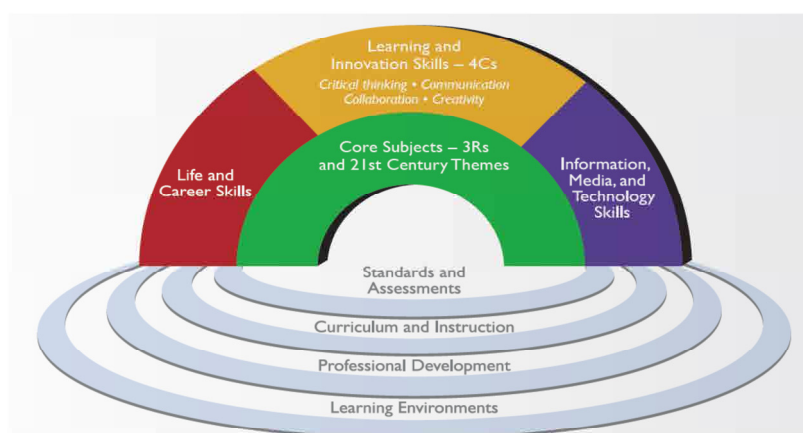 Learning and
Innovation Skills – 4Cs
Critical thinking • Communication
Collaboration • Creativity
Core Subjects – 3Rs
and 21st Century Themes
Life and
Career Skills
Information,
Media, and
Technology
Skills
Standards and
Assessments
Curriculum and Instruction
Professional Development
Learning Environments